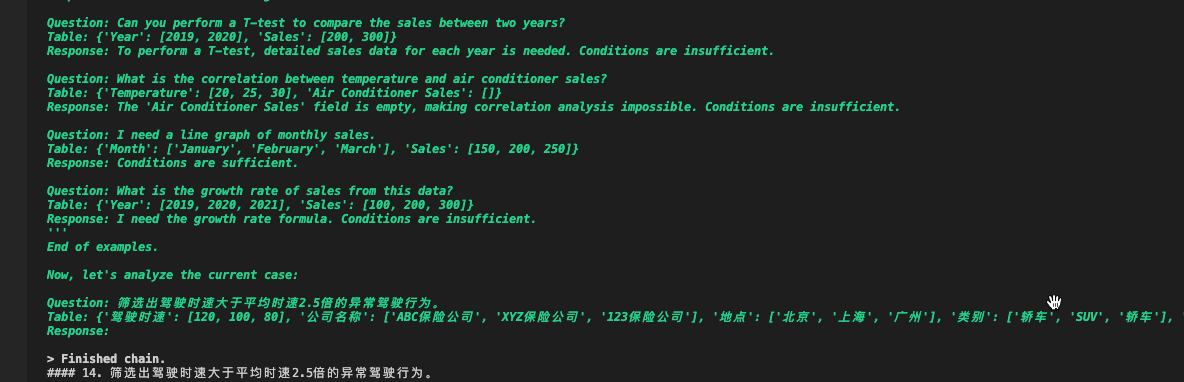 Question: Can you perform a T-test to compare the sales between two years?
Table: {'Year': [2019, 2020], 'Sales': [200, 300]}
Response: To perform a T-test, detailed sales data for each year is needed. Conditions are insufficient.
Question: What is the correlation between temperature and air conditioner sales?
Table: {'Temperature': [20, 25, 30], 'Air Conditioner Sales': []}
Response: The 'Air Conditioner Sales' field is empty, making correlation analysis impossible. Conditions are insufficient.
Question: I need a line graph of monthly sales.
Table: {'Month': ['January', 'February', 'March'], 'Sales': [150, 200, 250]}
Response: Conditions are sufficient.
Question: What is the growth rate of sales from this data?
Table: {'Year': [2019, 2020, 2021], 'Sales': [100, 200, 300]}
Response: I need the growth rate formula. Conditions are insufficient.
'''
End of examples.
Now, let's analyze the current case:
Question: 筛选出驾驶时速大于平均时速2.5倍的异常驾驶行为。
Table: {'驾驶时速': [120, 100, 80], '公司名称': ['ABC保险公司', 'XYZ保险公司', '123保险公司'], '地点': ['北京', '上海', '广州'], '类别': ['轿车', 'SUV', '轿车'], '
Response:
> Finished chain.
#### 14. 筛选出驾驶时速大于平均时速2.5倍的异常驾驶行为。